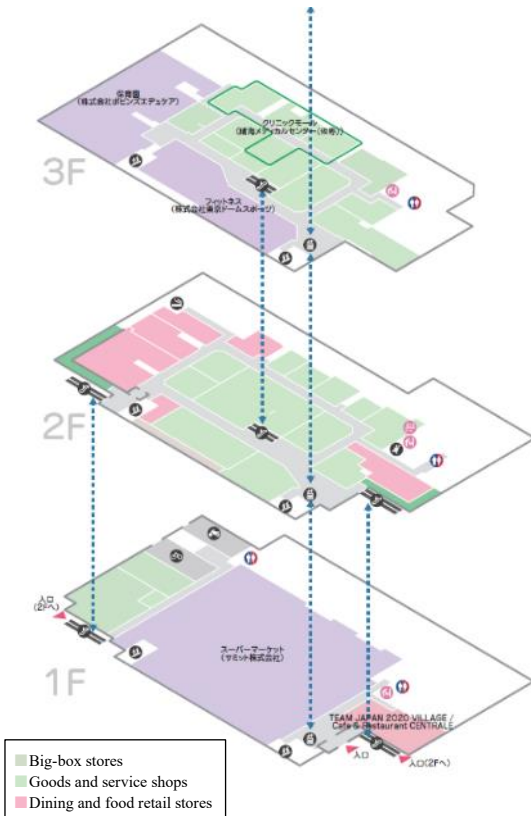 保育園
(株式会社ポピンズエデュケア)
クリニックモール
(晴海メディカルセンター(仮称))
3F
フィットネス
(株式会社東京ドームスポーツ)
2F
入口
(2Fへ)
スーパーマーケット
(サミット株式会社)
1F
TEAM JAPAN 2020 VILLAGE /
Cafe & Restaurant CENTRALE
入口
入口(2Fへ)
Big-box stores
Goods and service shops
Dining and food retail stores